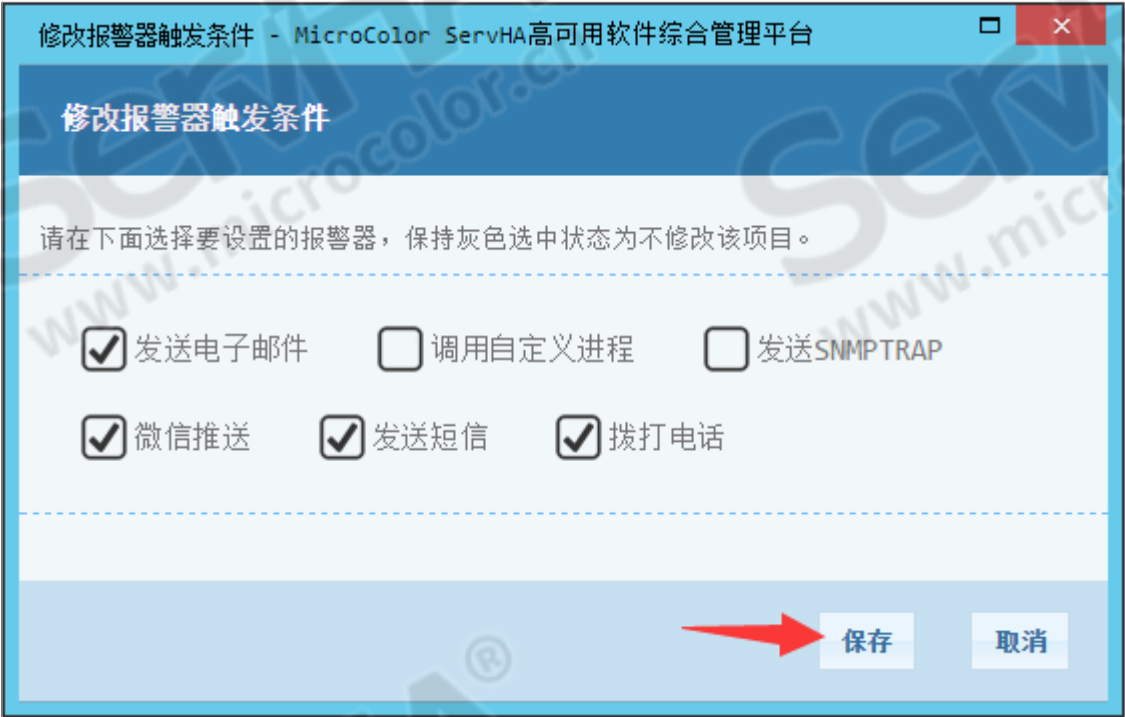 修改报警器触发条件 - MicroColor ServHA高可用软件综合管理平台
修改报警器触发条件
请在下面选择要设置的报警器，保持灰色选中状态为不修改该项目。
发送电子邮件 调用自定义进程 发送SNMPTRAP
微信推送 发送短信 拨打电话
保存 取消
www.microcolor.cn
®